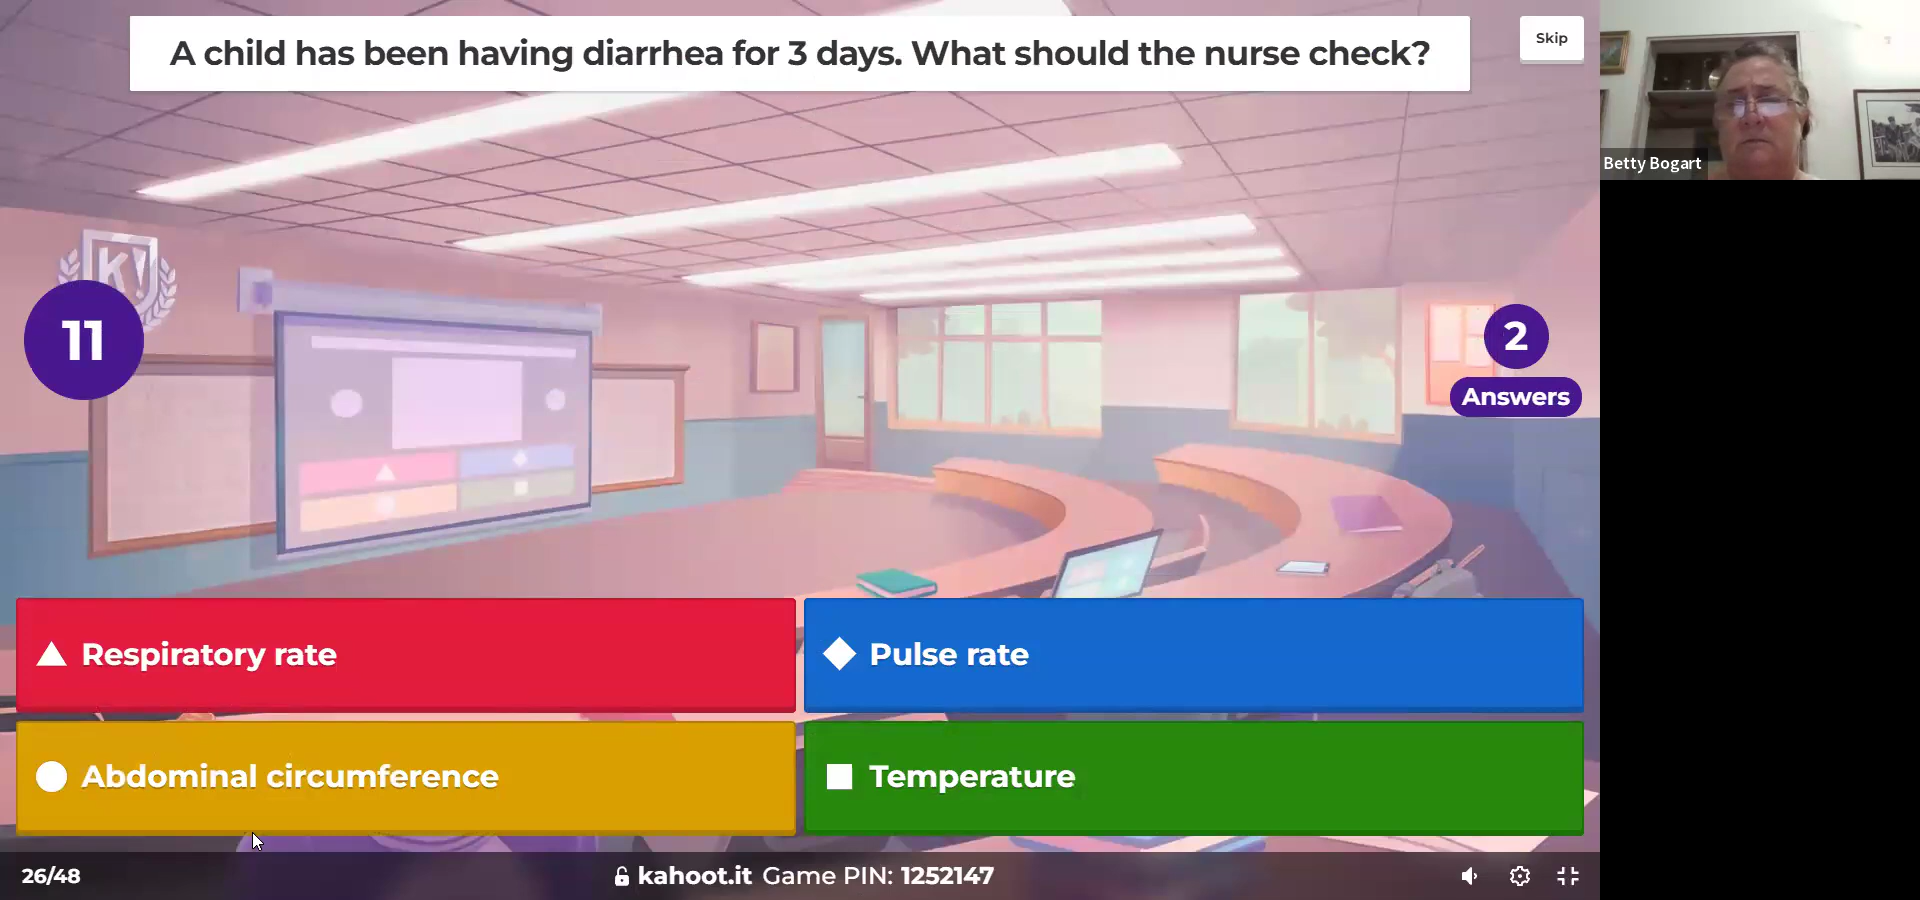 A child has been having diarrhea for 3 days. What should the nurse check?
Skip
Betty Bogart
K!
11
2
Answers
Respiratory rate
Pulse rate
Abdominal circumference
Temperature
26/48
kahoot.it Game PIN: 1252147